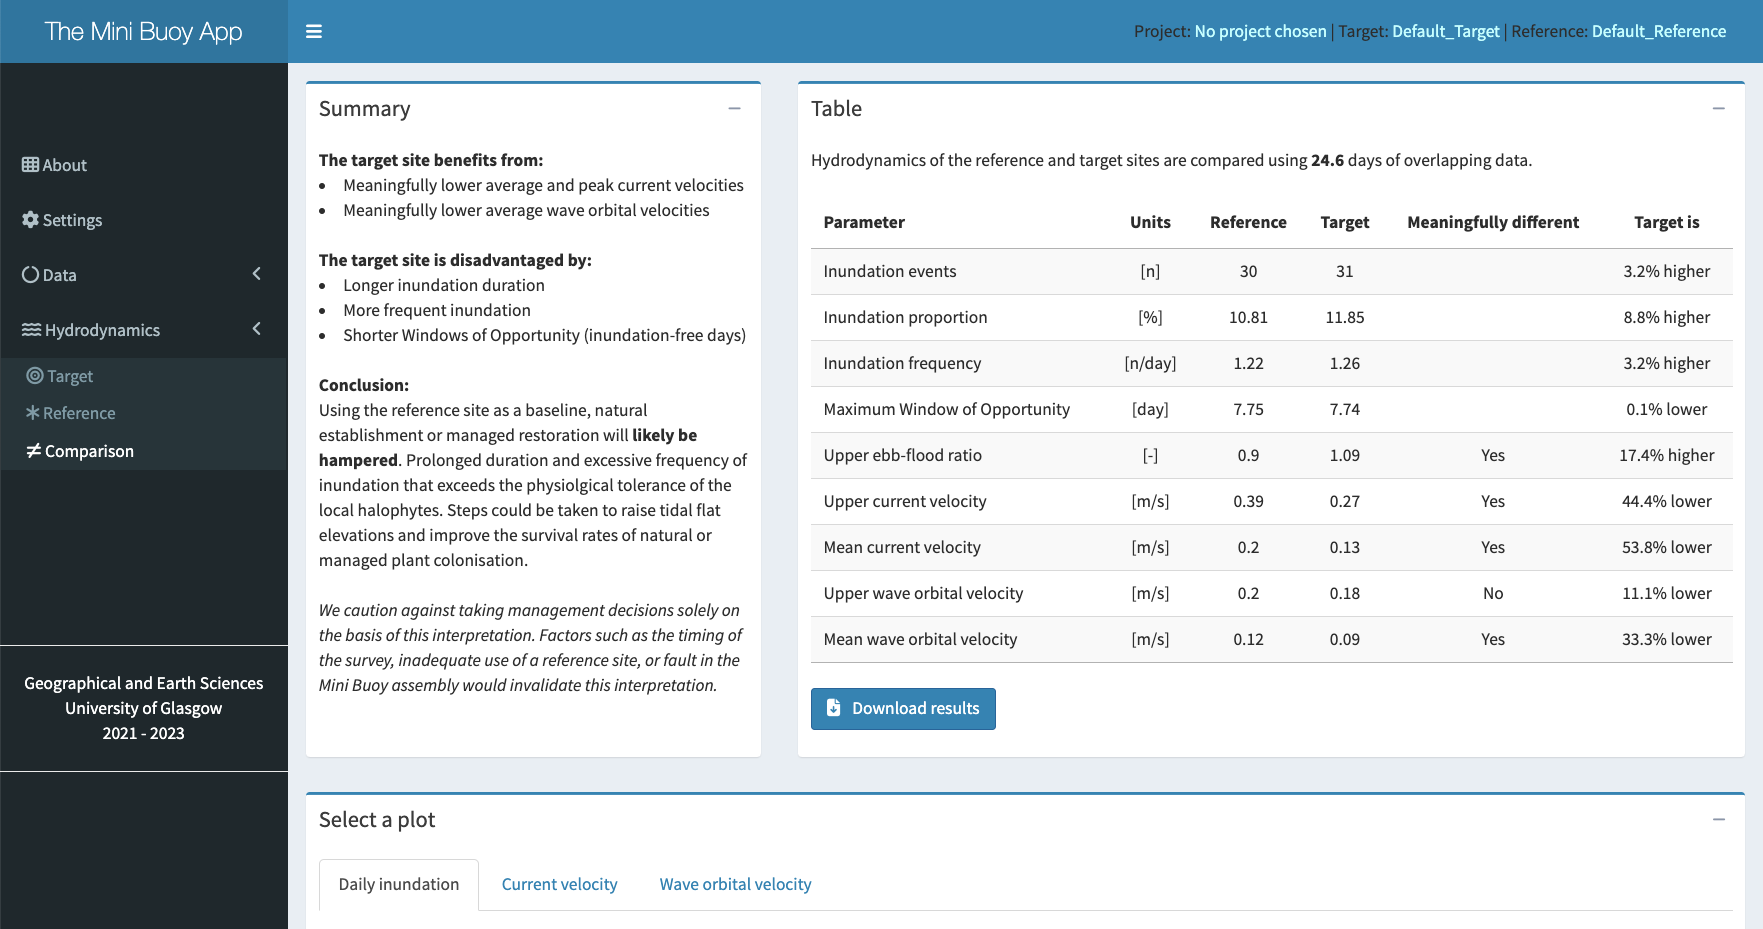 The Mini Buoy App
Project: No project chosen | Target: Default_Target | Reference: Default_Reference
About
Settings
Data
Hydrodynamics
Target
Reference
Comparison
Geographical and Earth Sciences
University of Glasgow
2021 - 2023
Summary
The target site benefits from:
• Meaningfully lower average and peak current velocities
• Meaningfully lower average wave orbital velocities
The target site is disadvantaged by:
• Longer inundation duration
• More frequent inundation
• Shorter Windows of Opportunity (inundation-free days)
Conclusion:
Using the reference site as a baseline, natural
establishment or managed restoration will likely be
hampered. Prolonged duration and excessive frequency of
inundation that exceeds the physiolgical tolerance of the
local halophytes. Steps could be taken to raise tidal flat
elevations and improve the survival rates of natural or
managed plant colonisation.
We caution against taking management decisions solely on
the basis of this interpretation. Factors such as the timing of
the survey, inadequate use of a reference site, or fault in the
Mini Buoy assembly would invalidate this interpretation.
Table
Hydrodynamics of the reference and target sites are compared using 24.6 days of overlapping data.
Parameter Units Reference Target Meaningfully different Target is
Inundation events [n] 30 31 3.2% higher
Inundation proportion [%] 10.81 11.85 8.8% higher
Inundation frequency [n/day] 1.22 1.26 3.2% higher
Maximum Window of Opportunity [day] 7.75 7.74 0.1% lower
Upper ebb-flood ratio [-] 0.9 1.09 Yes 17.4% higher
Upper current velocity [m/s] 0.39 0.27 Yes 44.4% lower
Mean current velocity [m/s] 0.2 0.13 Yes 53.8% lower
Upper wave orbital velocity [m/s] 0.2 0.18 No 11.1% lower
Mean wave orbital velocity [m/s] 0.12 0.09 Yes 33.3% lower
Download results
Select a plot
Daily inundation Current velocity Wave orbital velocity